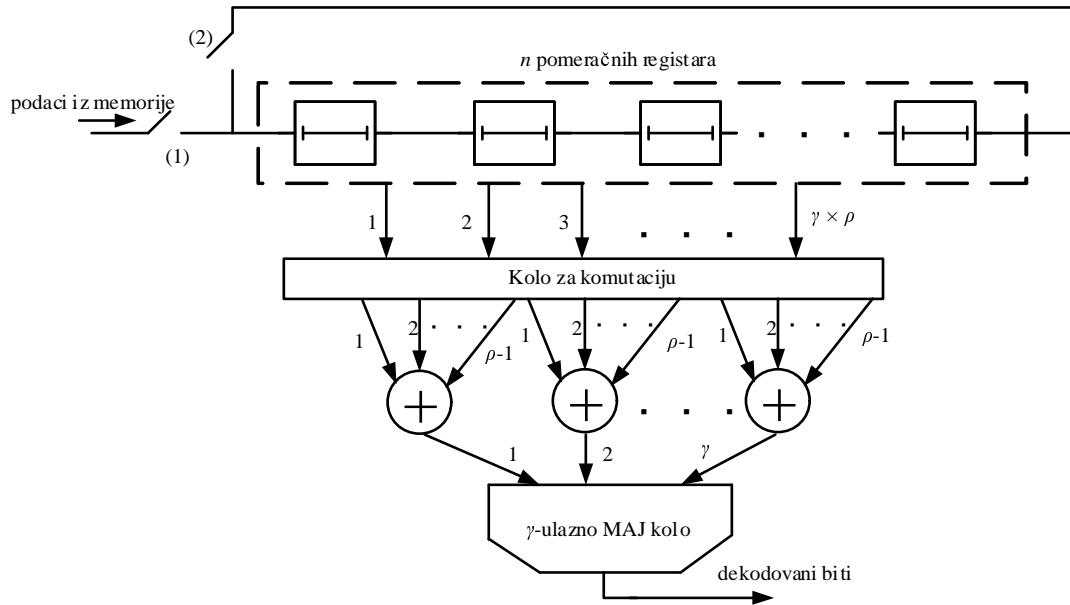 (2)
n pomeračnih registara
podaci iz memorije
(1)
. . .
1 2 3 . . . γ × ρ
Kolo za komutaciju
1 2 . . . ρ-1 1 2 . . . ρ-1 1 2 . . . ρ-1
+ + . . . +
1 2 γ
γ-ulazno MAJ kolo
dekodovani biti